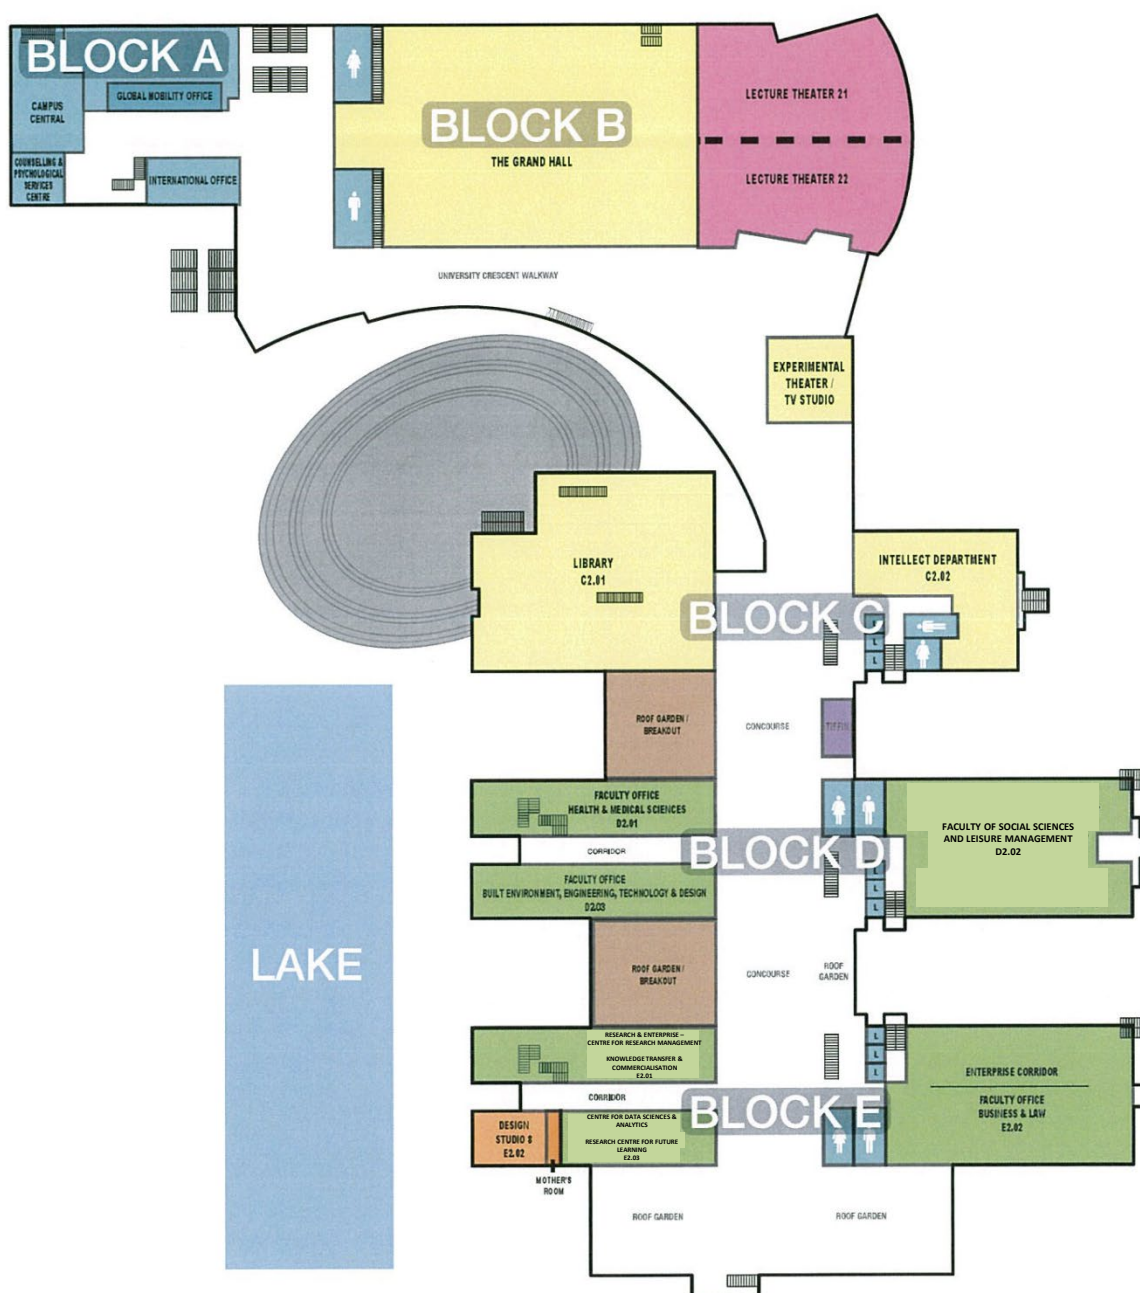 BLOCK A
GLOBAL MOBILITY OFFICE
CAMPUS
CENTRAL
COUNSELLING &
PSYCHOLOGICAL
SERVICES
CENTRE
INTERNATIONAL OFFICE
BLOCK B
THE GRAND HALL
LECTURE THEATER 21
LECTURE THEATER 22
UNIVERSITY CRESCENT WALKWAY
EXPERIMENTAL
THEATER /
TV STUDIO
LIBRARY
C2.01
INTELLECT DEPARTMENT
C2.02
BLOCK C
L
L
L
ROOF GARDEN /
BREAKOUT
CONCOURSE
TIFFIN
FACULTY OFFICE
HEALTH & MEDICAL SCIENCES
D2.01
CORRIDOR
BLOCK D
FACULTY OF SOCIAL SCIENCES
AND LEISURE MANAGEMENT
D2.02
FACULTY OFFICE
BUILT ENVIRONMENT, ENGINEERING, TECHNOLOGY & DESIGN
D2.03
L
L
L
LAKE
ROOF GARDEN /
BREAKOUT
CONCOURSE
ROOF
GARDEN
RESEARCH & ENTERPRISE –
CENTRE FOR RESEARCH MANAGEMENT
KNOWLEDGE TRANSFER &
COMMERCIALISATION
E2.01
L
L
L
ENTERPRISE CORRIDOR
FACULTY OFFICE
BUSINESS & LAW
E2.02
CORRIDOR
BLOCK E
DESIGN
STUDIO 8
E2.02
CENTRE FOR DATA SCIENCES &
ANALYTICS
RESEARCH CENTRE FOR FUTURE
LEARNING
E2.03
MOTHER'S
ROOM
ROOF GARDEN
ROOF GARDEN